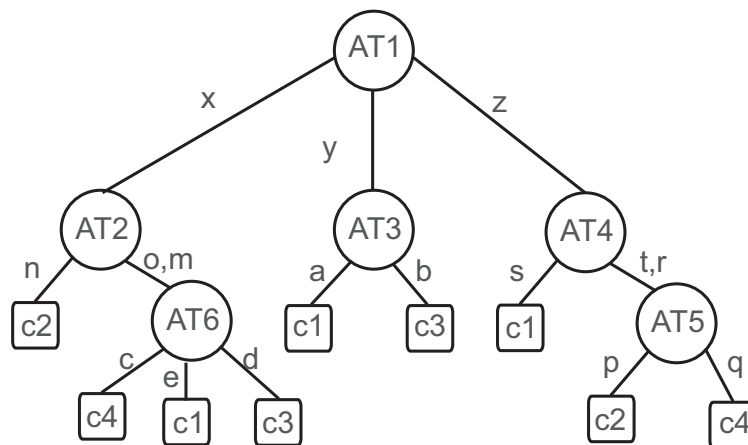 AT1
x
y
z
AT2
AT3
AT4
n
o,m
a
b
s
t,r
c2
AT6
c1
c3
c1
AT5
c
e
d
p
q
c4
c1
c3
c2
c4